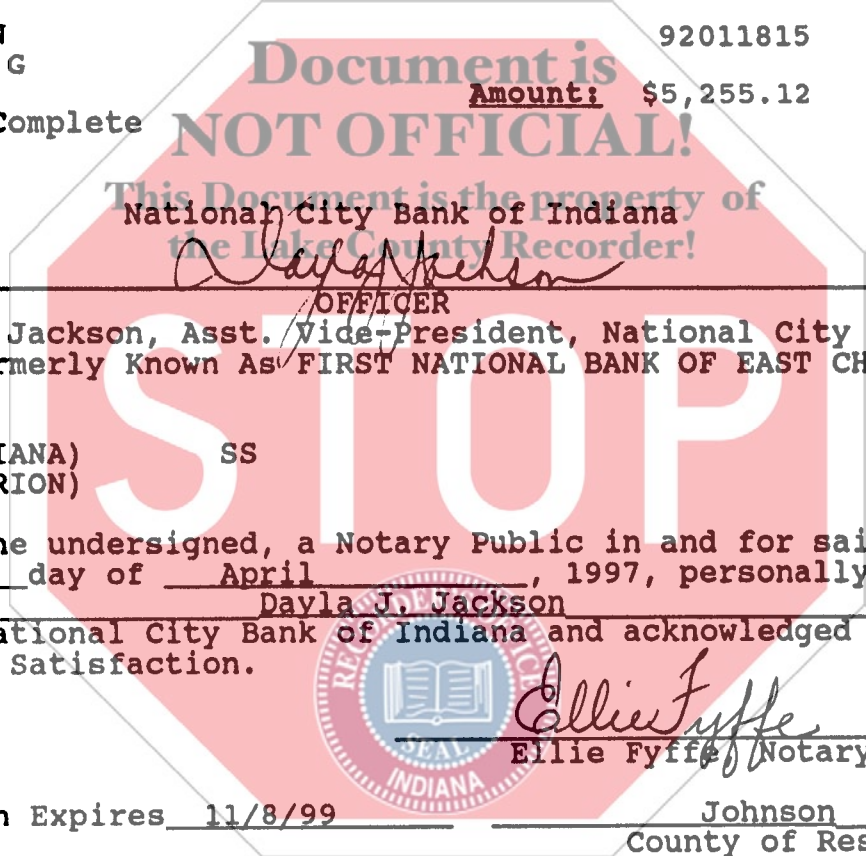 N 92011815
G
Amount: $5,255.12
Complete
Document is
NOT OFFICIAL!
This Document is the property of
the Lake County Recorder!
STOP
National City Bank of Indiana
Dayla J Jackson
OFFICER
Jackson, Asst. Vice-President, National City
rmerly Known As FIRST NATIONAL BANK OF EAST CH
IANA) SS
RION)
he undersigned, a Notary Public in and for sai
day of April, 1997, personally
Dayla J. Jackson
ational City Bank of Indiana and acknowledged
Satisfaction.
RECORDER'S OFFICE
SEAL
INDIANA
Ellie Fyffe
Ellie Fyffe, Notary
n Expires 11/8/99 Johnson
County of Res